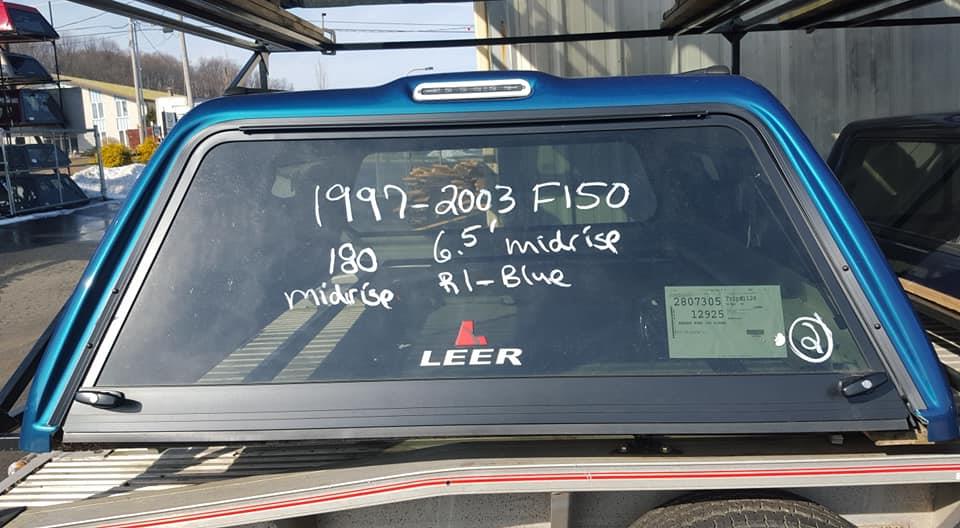 1997-2003 F150
180 6.5' midrise
midrise R1-Blue
LEER
2807305
12925
2